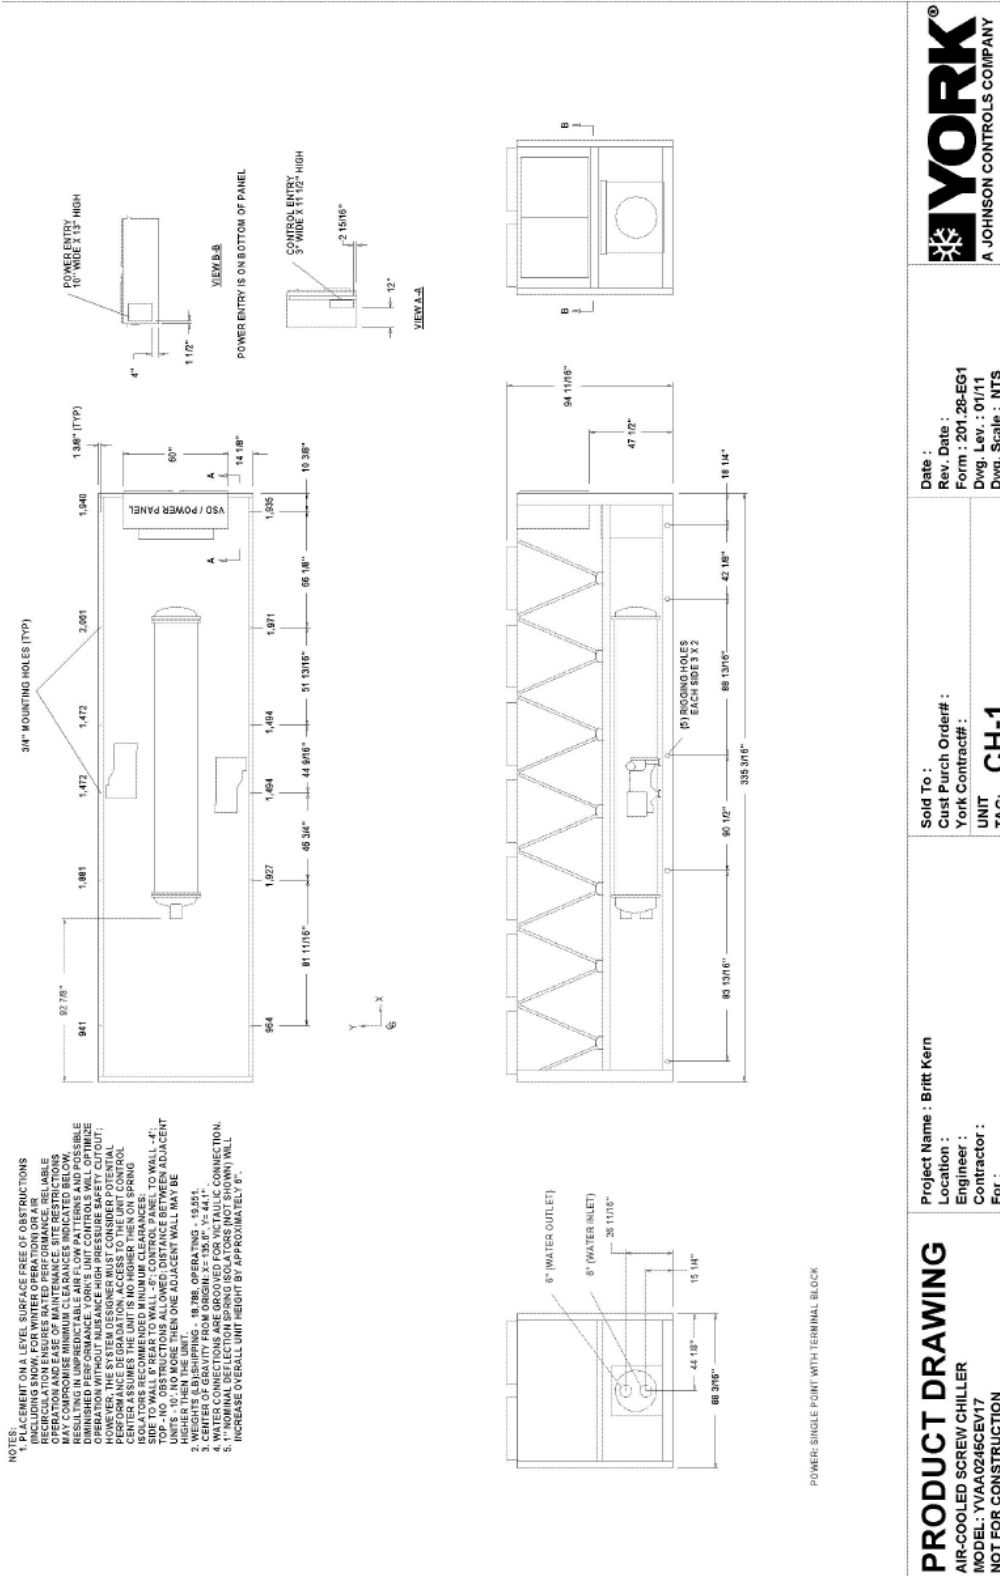 NOTES:
1. PLACEMENT ON A LEVEL SURFACE FREE OF OBSTRUCTIONS
(INCLUDING SNOW, FOR WINTER OPERATION) OR AIR
RECIRCULATION ENSURES RATED PERFORMANCE, RELIABLE
OPERATION AND EASE OF MAINTENANCE. SITE RESTRICTIONS
MAY COMPROMISE MINIMUM CLEARANCES INDICATED BELOW,
RESULTING IN UNPREDICTABLE AIR FLOW PATTERNS AND POSSIBLE
DIMINISHED PERFORMANCE. YORK'S UNIT CONTROLS WILL OPTIMIZE
OPERATION WITHOUT NUISANCE HIGH PRESSURE SAFETY CUTOUT;
HOWEVER, THE SYSTEM DESIGNER MUST CONSIDER POTENTIAL
PERFORMANCE DEGRADATION. ACCESS TO THE UNIT CONTROL
CENTER ASSUMES THE UNIT IS NO HIGHER THEN ON SPRING
ISOLATORS. RECOMMENDED MINIMUM CLEARANCES:
SIDE TO WALL 6' REAR TO WALL - 6'; CONTROL PANEL TO WALL - 4';
TOP - NO OBSTRUCTIONS ALLOWED; DISTANCE BETWEEN ADJACENT
UNITS - 10'. NO MORE THEN ONE ADJACENT WALL MAY BE
HIGHER THEN THE UNIT.
2. WEIGHTS (LB):SHIPPING - 18,788, OPERATING - 19,551.
3. CENTER OF GRAVITY FROM ORIGIN: X= 135.6", Y= 44.1".
4. WATER CONNECTIONS ARE GROOVED FOR VICTAULIC CONNECTION.
5. 1" NOMINAL DEFLECTION SPRING ISOLATORS (NOT SHOWN) WILL
INCREASE OVERALL UNIT HEIGHT BY APPROXIMATELY 6".
3/4" MOUNTING HOLES (TYP)
92 7/8"
1 3/8" (TYP)
941
1,881
1,472
1,472
2,061
1,940
VSD / POWER PANEL
60"
14 1/8"
A
A
964
1,927
1,494
1,494
1,971
1,935
81 11/16"
46 3/4"
44 9/16"
51 13/16"
66 1/8"
10 3/8"
Y
X
CG
POWER ENTRY
10" WIDE X 13" HIGH
4"
1 1/2"
VIEW B-B
POWER ENTRY IS ON BOTTOM OF PANEL
CONTROL ENTRY
3" WIDE X 11 1/2" HIGH
2 15/16"
12"
VIEW A-A
6" (WATER OUTLET)
6" (WATER INLET)
26 11/16"
15 1/4"
44 1/8"
88 3/16"
94 11/16"
47 1/2"
(5) RIGGING HOLES
EACH SIDE 3 X 2
83 13/16"
90 1/2"
88 13/16"
42 1/8"
18 1/4"
335 3/16"
B
B
POWER: SINGLE POINT WITH TERMINAL BLOCK
PRODUCT DRAWING
AIR-COOLED SCREW CHILLER
MODEL: YVAA0245CEV17
NOT FOR CONSTRUCTION
Project Name : Britt Kern
Location :
Engineer :
Contractor :
For :
Sold To :
Cust Purch Order# :
York Contract# :
UNIT
TAG: CH-1
Date :
Rev. Date :
Form : 201.28-EG1
Dwg. Lev. : 01/11
Dwg. Scale : NTS
YORK®
A JOHNSON CONTROLS COMPANY